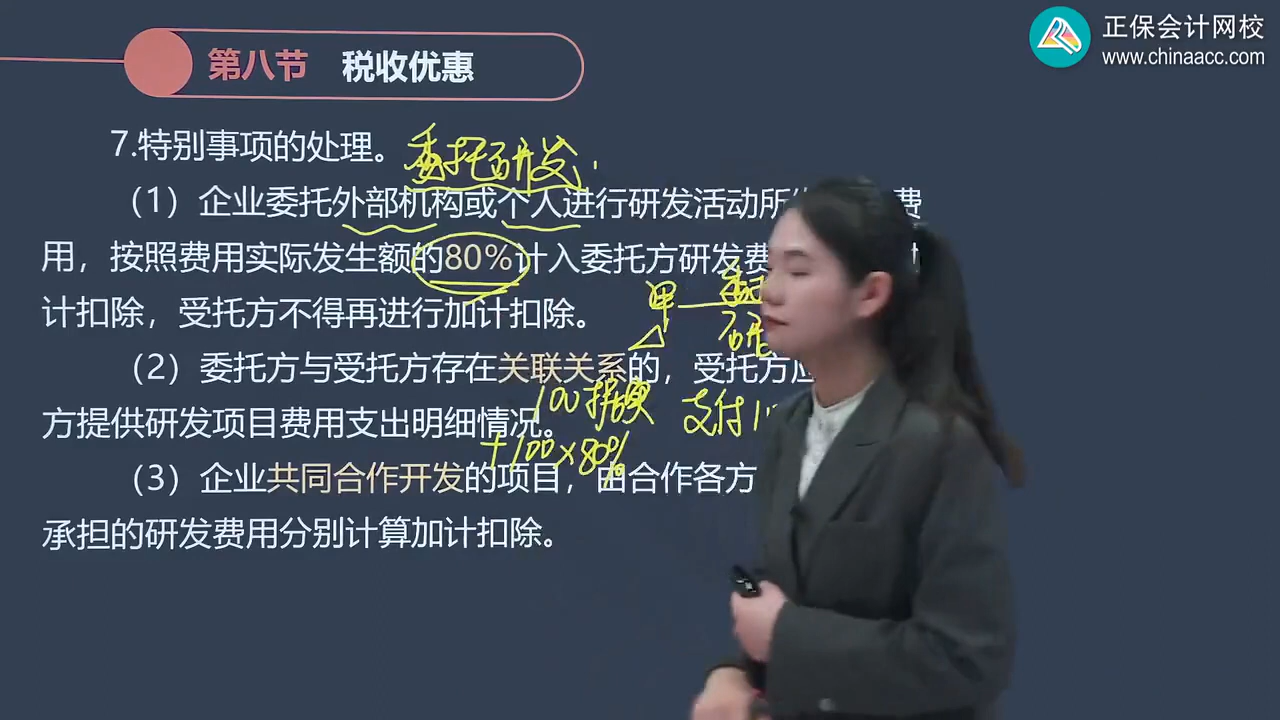 正保会计网校
www.chinaacc.com
第八节 税收优惠
7.特别事项的处理。
委托研发
（1）企业委托外部机构或个人进行研发活动所 费
用，按照费用实际发生额的80%计入委托方研发费
计扣除，受托方不得再进行加计扣除。
甲
研
（2）委托方与受托方存在关联关系的，受托方应
100 支付1
方提供研发项目费用支出明细情况。
+100×80%
（3）企业共同合作开发的项目，由合作各方
承担的研发费用分别计算加计扣除。